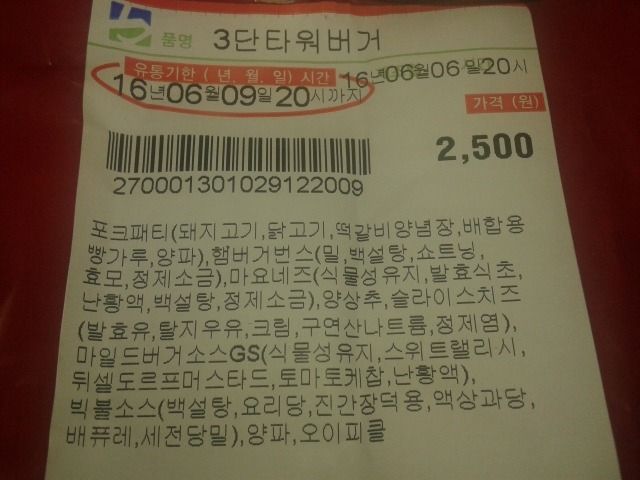 품명 3단타워버거
유통기한 ( 년, 월, 일) 시간
16년06월06일20시
16년06월09일20시까지
가격 (원)
2,500
2700013010291 22009
포크패티(돼지고기,닭고기,떡갈비양념장,배합용
빵가루,양파),햄버거번스(밀,백설탕,쇼트닝,
효모,정제소금),마요네즈(식물성유지,발효식초,
난황액,백설탕,정제소금),양상추,슬라이스치즈
(발효유,탈지우유,크림,구연산나트륨,정제염),
마일드버거소스GS(식물성유지,스위트랠리시,
뒤셀도르프머스타드,토마토케찹,난황액),
빅불소스(백설탕,요리당,진간장덕용,액상과당,
배퓨레,세전당밀),양파,오이피클